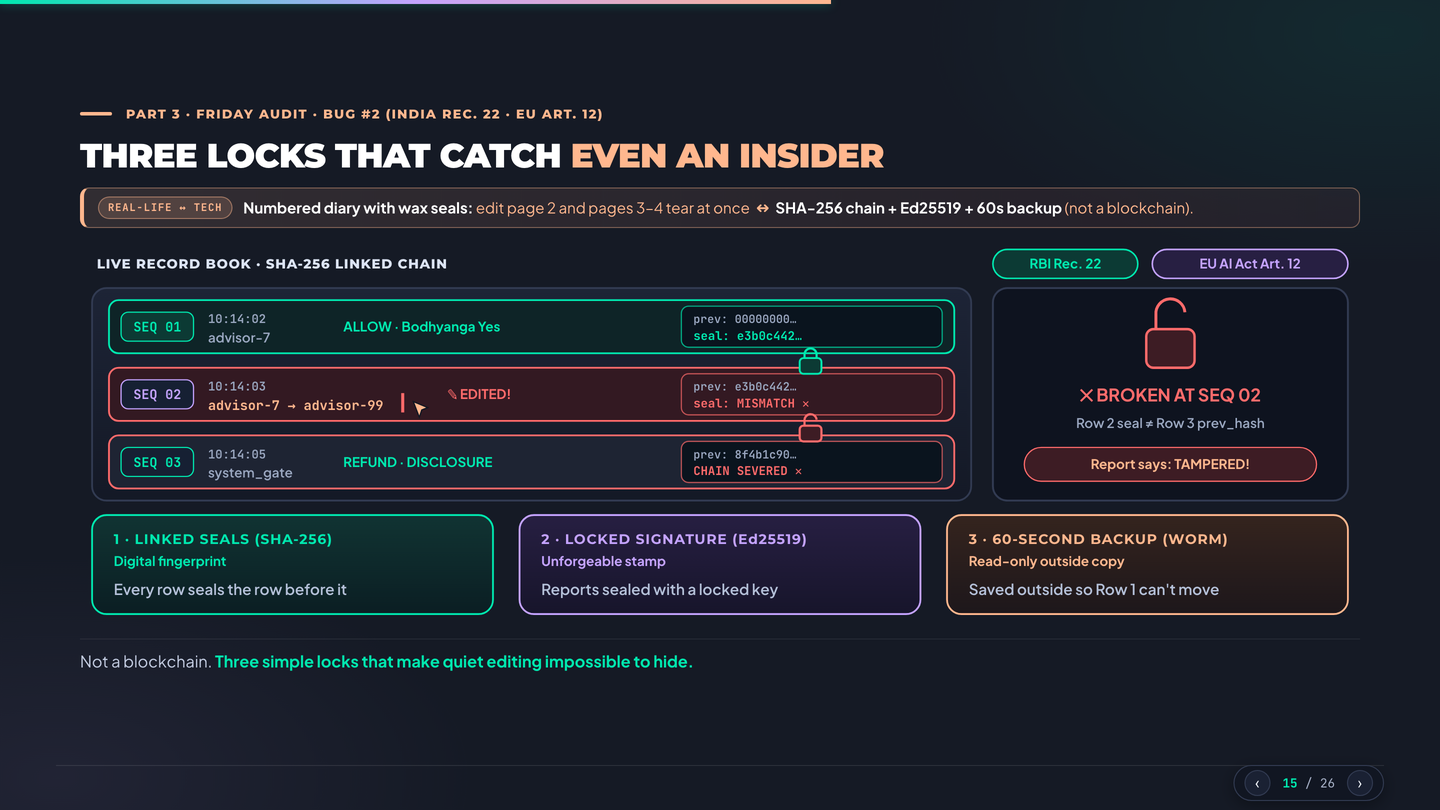 PART 3 · FRIDAY AUDIT · BUG #2 (INDIA REC. 22 · EU ART. 12)
THREE LOCKS THAT CATCH EVEN AN INSIDER
REAL-LIFE ↔ TECH Numbered diary with wax seals: edit page 2 and pages 3–4 tear at once ↔ SHA-256 chain + Ed25519 + 60s backup (not a blockchain).
LIVE RECORD BOOK · SHA-256 LINKED CHAIN
RBI Rec. 22
EU AI Act Art. 12
SEQ 01
10:14:02
advisor-7
ALLOW · Bodhyanga Yes
prev: 00000000…
seal: e3b0c442…
SEQ 02
10:14:03
advisor-7 → advisor-99
✎ EDITED!
prev: e3b0c442…
seal: MISMATCH ×
SEQ 03
10:14:05
system_gate
REFUND · DISCLOSURE
prev: 8f4b1c90…
CHAIN SEVERED ×
✕ BROKEN AT SEQ 02
Row 2 seal ≠ Row 3 prev_hash
Report says: TAMPERED!
1 · LINKED SEALS (SHA-256)
Digital fingerprint
Every row seals the row before it
2 · LOCKED SIGNATURE (Ed25519)
Unforgeable stamp
Reports sealed with a locked key
3 · 60-SECOND BACKUP (WORM)
Read-only outside copy
Saved outside so Row 1 can't move
Not a blockchain. Three simple locks that make quiet editing impossible to hide.
‹ 15 / 26 ›